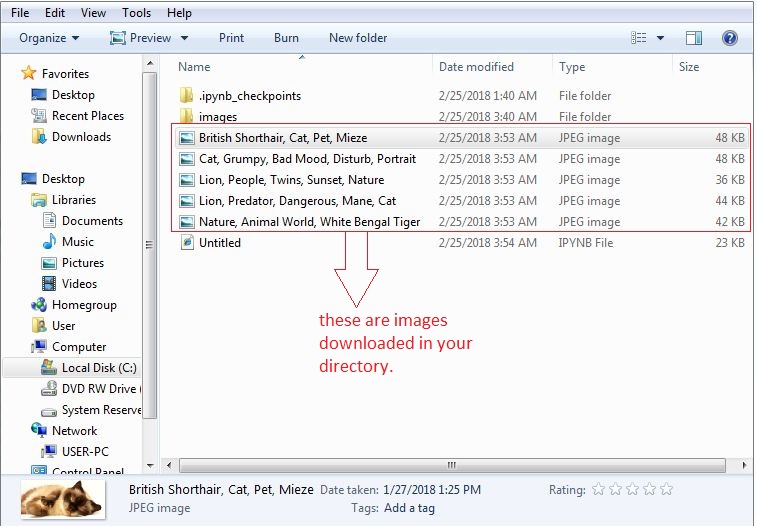 File Edit View Tools Help
Organize Preview Print Burn New folder
Favorites
Desktop
Recent Places
Downloads
Desktop
Libraries
Documents
Music
Pictures
Videos
Homegroup
User
Computer
Local Disk (C:)
DVD RW Drive (
System Reserve
Network
USER-PC
Control Panel
Name Date modified Type Size
.ipynb_checkpoints 2/25/2018 1:40 AM File folder
images 2/25/2018 3:40 AM File folder
British Shorthair, Cat, Pet, Mieze 2/25/2018 3:53 AM JPEG image 48 KB
Cat, Grumpy, Bad Mood, Disturb, Portrait 2/25/2018 3:53 AM JPEG image 48 KB
Lion, People, Twins, Sunset, Nature 2/25/2018 3:53 AM JPEG image 36 KB
Lion, Predator, Dangerous, Mane, Cat 2/25/2018 3:53 AM JPEG image 44 KB
Nature, Animal World, White Bengal Tiger 2/25/2018 3:53 AM JPEG image 42 KB
Untitled 2/25/2018 3:54 AM IPYNB File 23 KB
these are images
downloaded in your
directory.
British Shorthair, Cat, Pet, Mieze Date taken: 1/27/2018 1:25 PM Rating:
JPEG image Tags: Add a tag